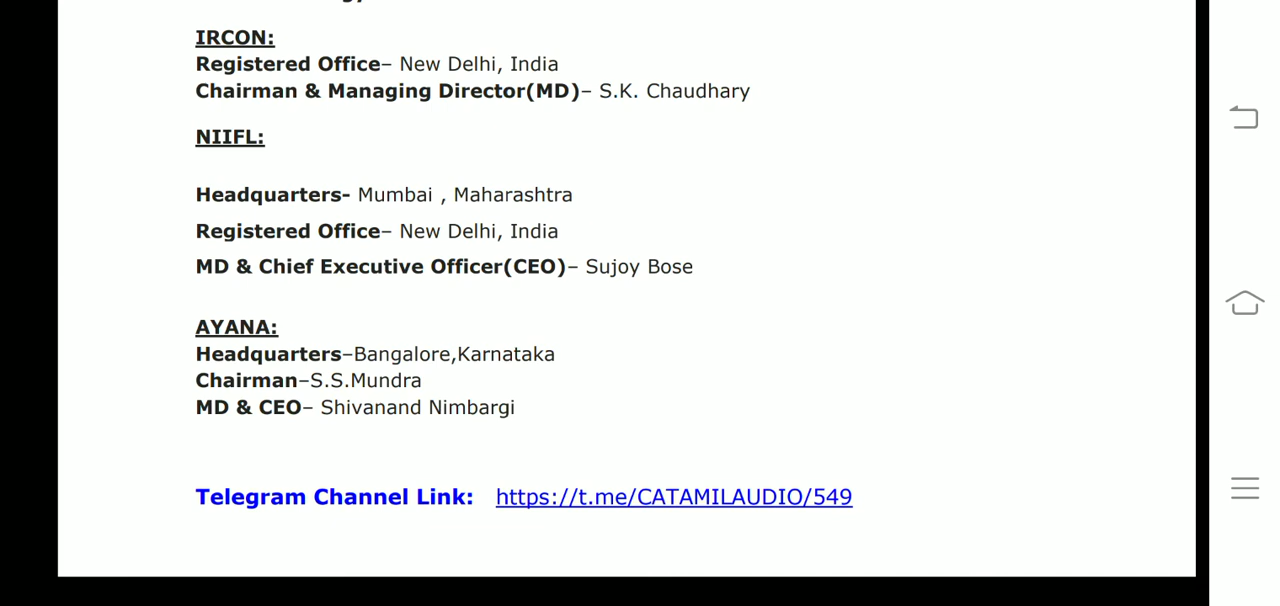 IRCON:
Registered Office– New Delhi, India
Chairman & Managing Director(MD)– S.K. Chaudhary
NIIFL:
Headquarters- Mumbai , Maharashtra
Registered Office– New Delhi, India
MD & Chief Executive Officer(CEO)– Sujoy Bose
AYANA:
Headquarters–Bangalore,Karnataka
Chairman–S.S.Mundra
MD & CEO– Shivanand Nimbargi
Telegram Channel Link: https://t.me/CATAMILAUDIO/549